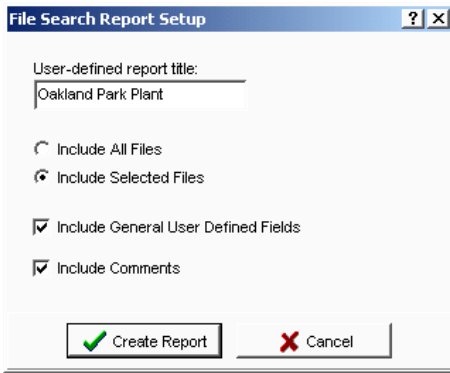 File Search Report Setup
User-defined report title:
Oakland Park Plant
Include All Files
Include Selected Files
Include General User Defined Fields
Include Comments
Create Report
Cancel